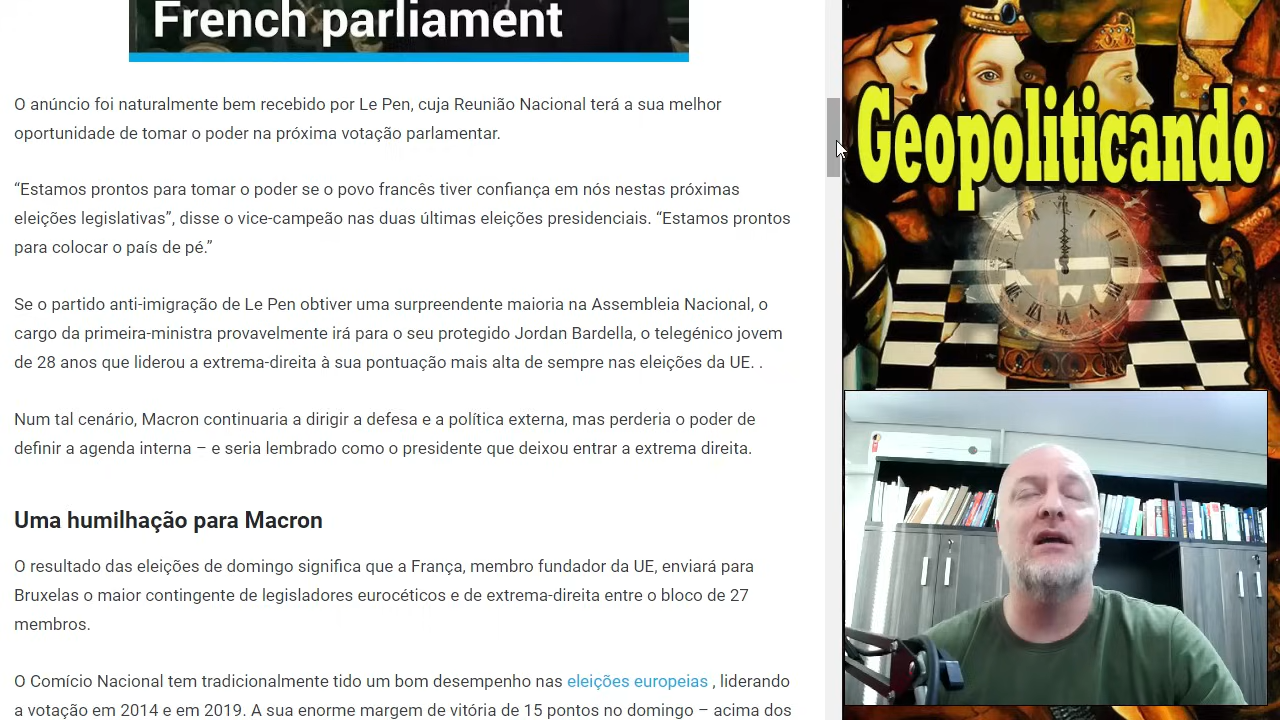 French parliament
O anúncio foi naturalmente bem recebido por Le Pen, cuja Reunião Nacional terá a sua melhor
oportunidade de tomar o poder na próxima votação parlamentar.
“Estamos prontos para tomar o poder se o povo francês tiver confiança em nós nestas próximas
eleições legislativas”, disse o vice-campeão nas duas últimas eleições presidenciais. “Estamos prontos
para colocar o país de pé.”
Se o partido anti-imigração de Le Pen obtiver uma surpreendente maioria na Assembleia Nacional, o
cargo da primeira-ministra provavelmente irá para o seu protegido Jordan Bardella, o telegénico jovem
de 28 anos que liderou a extrema-direita à sua pontuação mais alta de sempre nas eleições da UE. .
Num tal cenário, Macron continuaria a dirigir a defesa e a política externa, mas perderia o poder de
definir a agenda interna – e seria lembrado como o presidente que deixou entrar a extrema direita.
Uma humilhação para Macron
O resultado das eleições de domingo significa que a França, membro fundador da UE, enviará para
Bruxelas o maior contingente de legisladores eurocéticos e de extrema-direita entre o bloco de 27
membros.
O Comício Nacional tem tradicionalmente tido um bom desempenho nas eleições europeias , liderando
a votação em 2014 e em 2019. A sua enorme margem de vitória de 15 pontos no domingo – acima dos
Geopoliticando